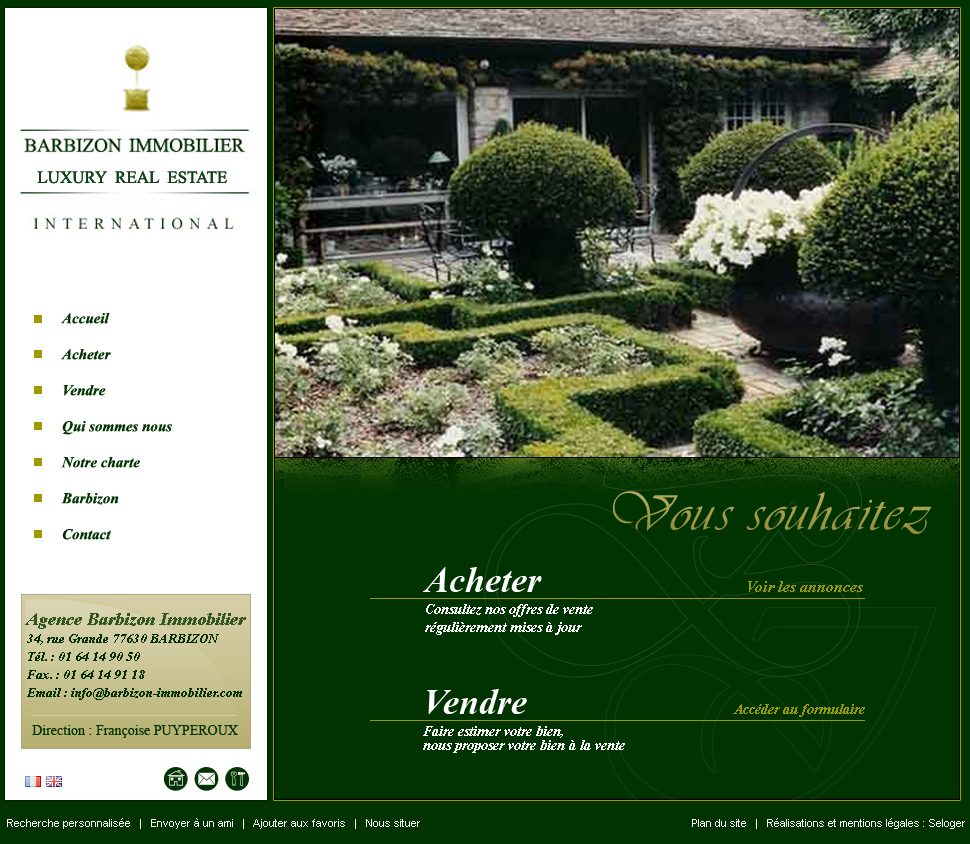 BARBIZON IMMOBILIER
LUXURY REAL ESTATE
INTERNATIONAL
Accueil
Acheter
Vendre
Qui sommes nous
Notre charte
Barbizon
Contact
Agence Barbizon Immobilier
34, rue Grande 77630 BARBIZON
Tél. : 01 64 14 90 50
Fax. : 01 64 14 91 18
Email : info@barbizon-immobilier.com
Direction : Françoise PUYPEROUX
Vous souhaitez
Acheter
Voir les annonces
Consultez nos offres de vente
régulièrement mises à jour
Vendre
Accéder au formulaire
Faire estimer votre bien,
nous proposer votre bien à la vente
Recherche personnalisée | Envoyer à un ami | Ajouter aux favoris | Nous situer
Plan du site | Réalisations et mentions légales : Seloger